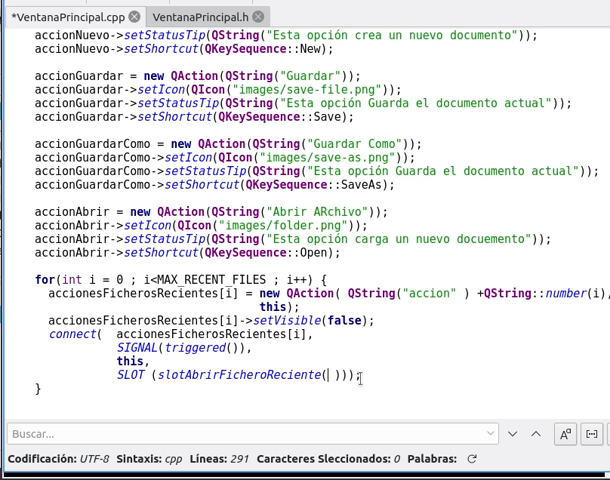 *VentanaPrincipal.cpp VentanaPrincipal.h
accionNuevo->setStatusTip(QString("Esta opción crea un nuevo documento"));
accionNuevo->setShortcut(QKeySequence::New);
accionGuardar = new QAction(QString("Guardar"));
accionGuardar->setIcon(QIcon("images/save-file.png"));
accionGuardar->setStatusTip(QString("Esta opción Guarda el documento actual"));
accionGuardar->setShortcut(QKeySequence::Save);
accionGuardarComo = new QAction(QString("Guardar Como"));
accionGuardarComo->setIcon(QIcon("images/save-as.png"));
accionGuardarComo->setStatusTip(QString("Esta opción Guarda el documento actual"));
accionGuardarComo->setShortcut(QKeySequence::SaveAs);
accionAbrir = new QAction(QString("Abrir ARchivo"));
accionAbrir->setIcon(QIcon("images/folder.png"));
accionAbrir->setStatusTip(QString("Esta opción carga un nuevo docuemento"));
accionAbrir->setShortcut(QKeySequence::Open);
for(int i = 0 ; i<MAX_RECENT_FILES ; i++) {
accionesFicherosRecientes[i] = new QAction( QString("accion" ) +QString::number(i),
this);
accionesFicherosRecientes[i]->setVisible(false);
connect( accionesFicherosRecientes[i],
SIGNAL(triggered()),
this,
SLOT (slotAbrirFicheroReciente( )));
}
Buscar...
Codificación: UTF-8 Sintaxis: cpp Líneas: 291 Caracteres Sleccionados: 0 Palabras: